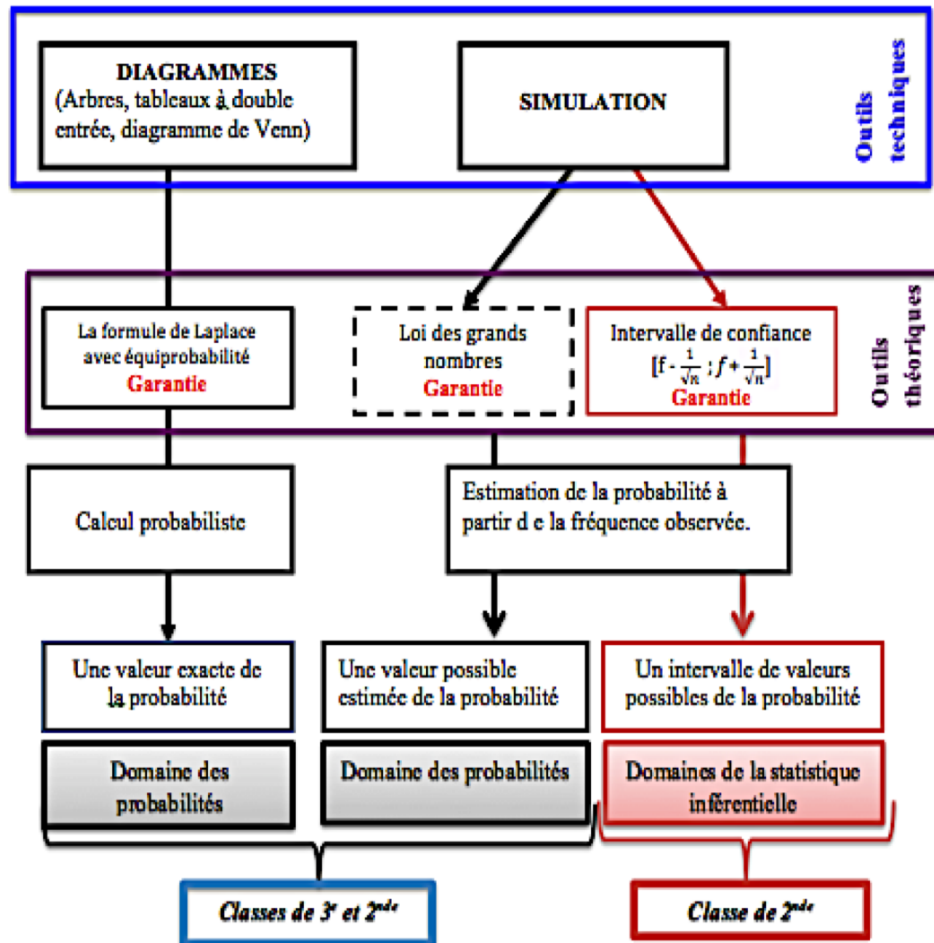 DIAGRAMMES
(Arbres, tableaux à double
entrée, diagramme de Venn)
SIMULATION
Outils
techniques
La formule de Laplace
avec équiprobabilité
Garantie
Loi des grands
nombres
Garantie
Intervalle de confiance
[f - 1/√n ; f + 1/√n]
Garantie
Outils
théoriques
Calcul probabiliste
Estimation de la probabilité à
partir d e la fréquence observée.
Une valeur exacte de
la probabilité
Une valeur possible
estimée de la probabilité
Un intervalle de valeurs
possibles de la probabilité
Domaine des
probabilités
Domaine des probabilités
Domaines de la statistique
inférentielle
Classes de 3e et 2nde
Classe de 2nde